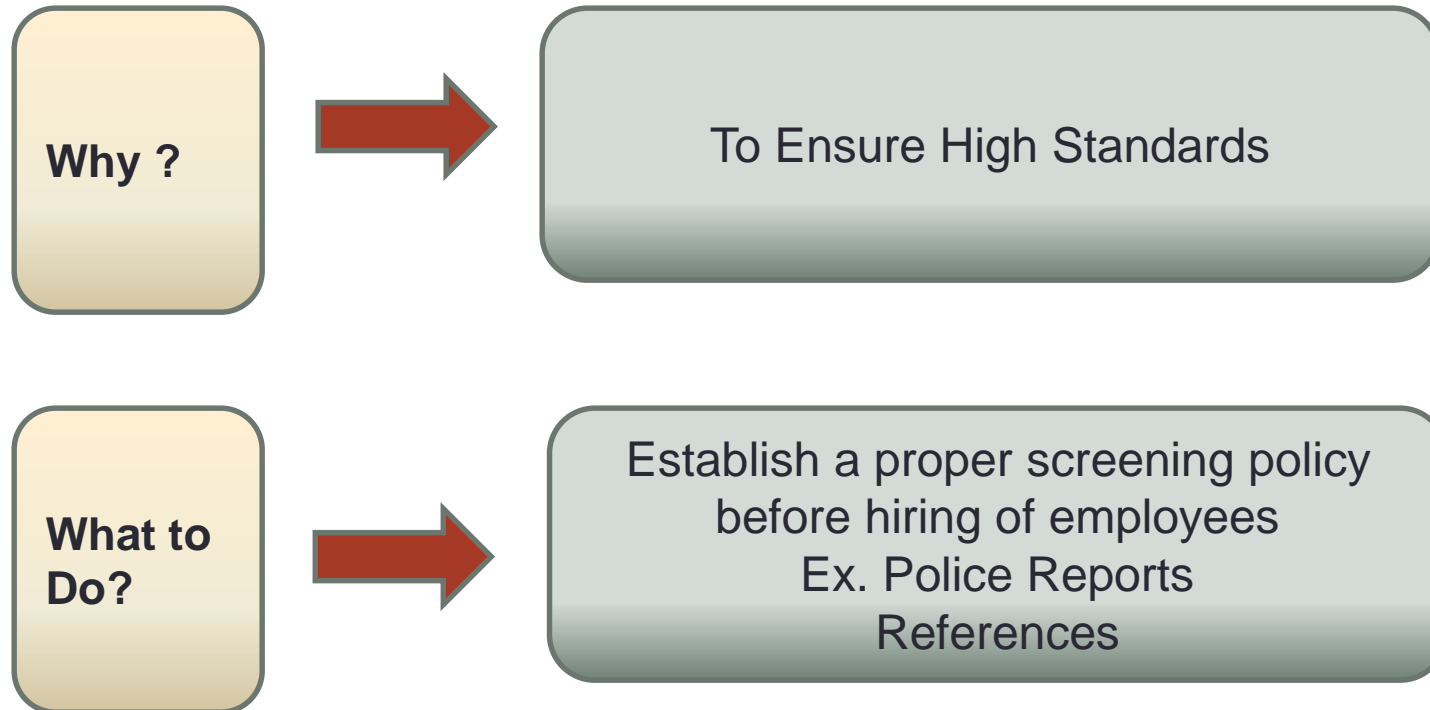 Why ?
To Ensure High Standards
What to
Do?
Establish a proper screening policy
before hiring of employees
Ex. Police Reports
References